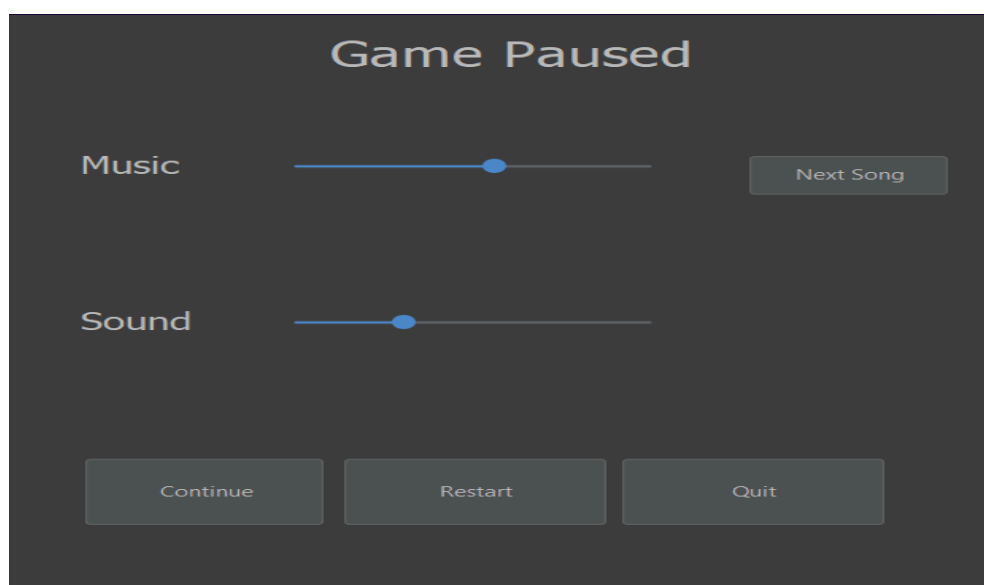 Game Paused
Music
Next Song
Sound
Continue
Restart
Quit